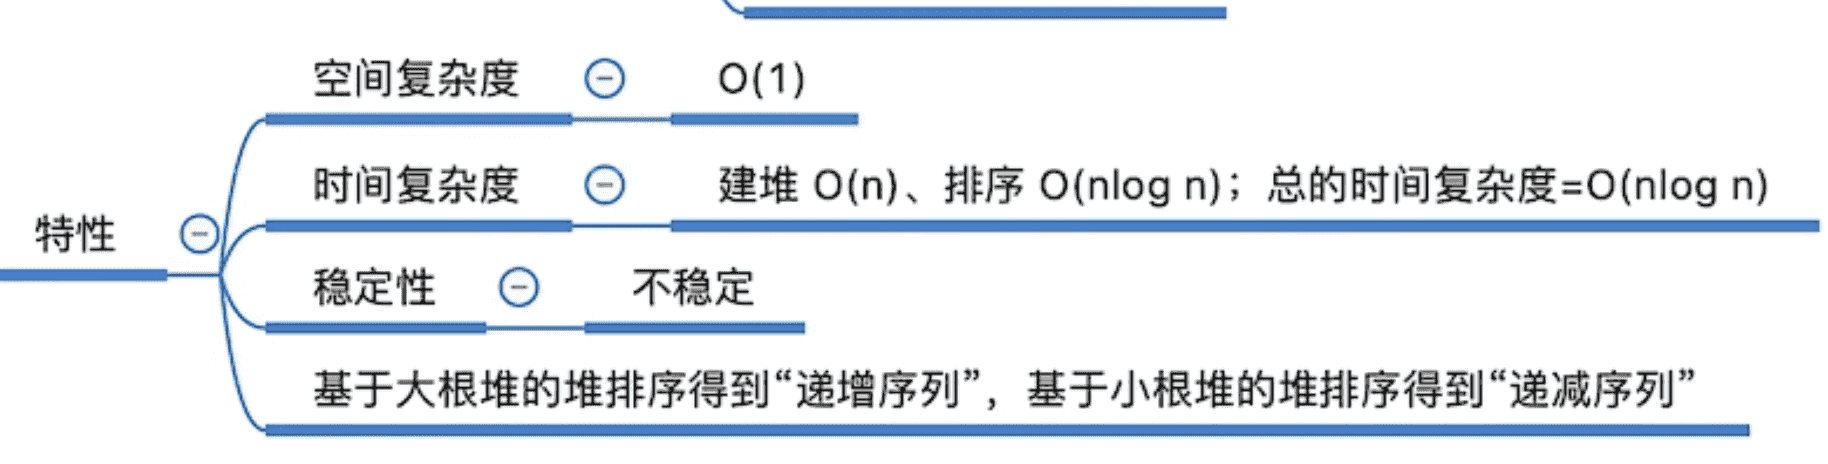 空间复杂度 O(1)
时间复杂度 建堆 O(n)、排序 O(nlog n)；总的时间复杂度=O(nlog n)
特性
稳定性 不稳定
基于大根堆的堆排序得到“递增序列”，基于小根堆的堆排序得到“递减序列”